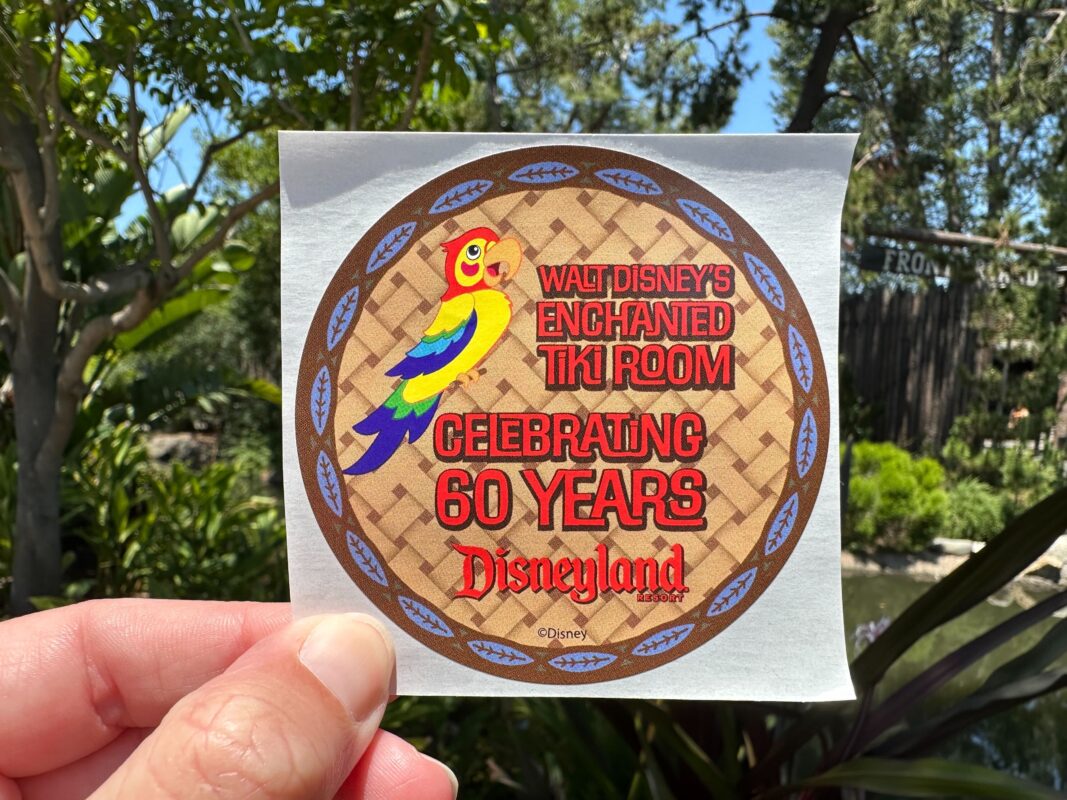 WALT DiSNEY'S
ENCHANTED
TiKi ROOM
CELEBRATiNG
60 YEARS
Disneyland
RESORT
©Disney